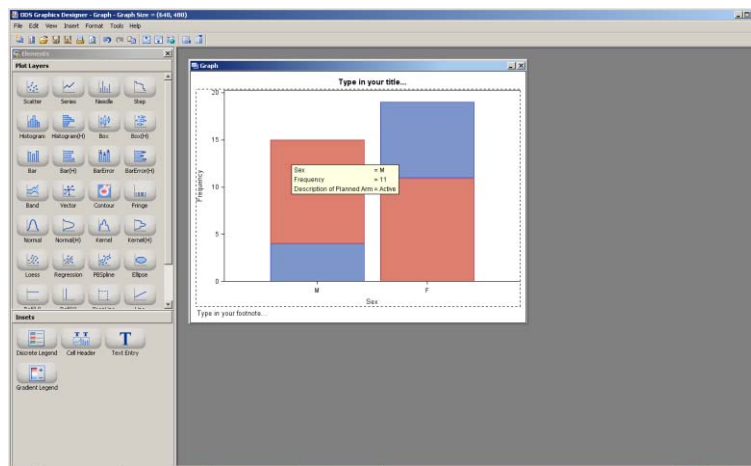 ODS Graphics Designer - Graph - Graph Size = (640, 480)
File Edit View Insert Format Tools Help
Elements
Plot Layers
Scatter Series Needle Step
Histogram Histogram(H) Box Box(H)
Bar Bar(H) BarError BarError(H)
Band Vector Contour Fringe
Normal Normal(H) Kernel Kernel(H)
Loess Regression PBSpline Ellipse
Insets
Discrete Legend Cell Header Text Entry
Gradient Legend
Graph
Type in your title...
20
15
10
5
0
Frequency
Sex = M
Frequency = 11
Description of Planned Arm = Active
M F
Sex
Type in your footnote...